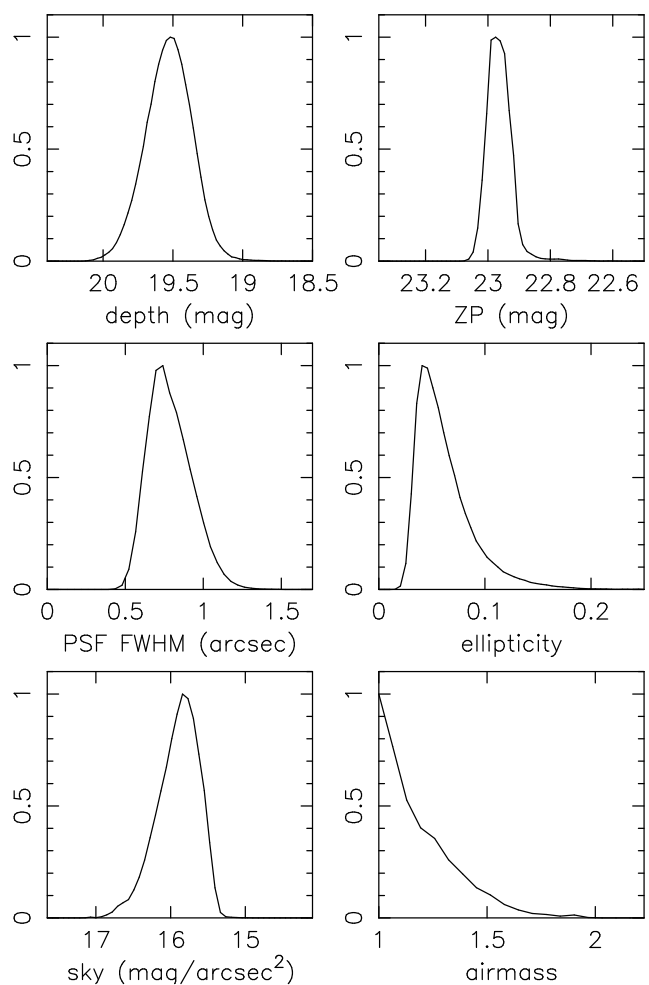 0 0.5 1
20 19.5 19 18.5
depth (mag)
0 0.5 1
23.2 23 22.8 22.6
ZP (mag)
0 0.5 1
0 0.5 1 1.5
PSF FWHM (arcsec)
0 0.5 1
0 0.1 0.2
ellipticity
0 0.5 1
17 16 15
sky (mag/arcsec²)
0 0.5 1
1 1.5 2
airmass